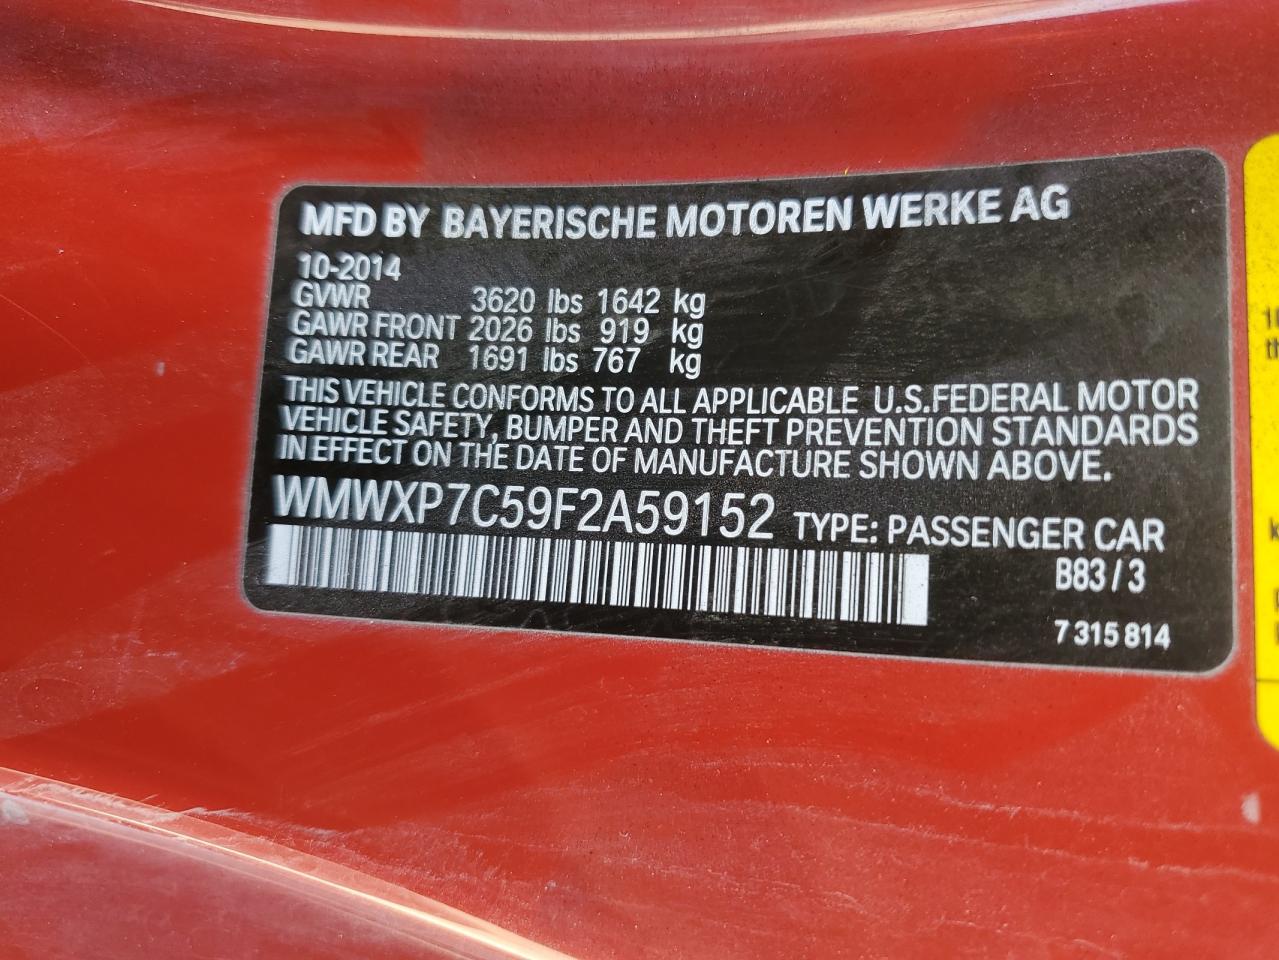 MFD BY BAYERISCHE MOTOREN WERKE AG
10-2014
GVWR 3620 lbs 1642 kg
GAWR FRONT 2026 lbs 919 kg
GAWR REAR 1691 lbs 767 kg
THIS VEHICLE CONFORMS TO ALL APPLICABLE U.S.FEDERAL MOTOR
VEHICLE SAFETY, BUMPER AND THEFT PREVENTION STANDARDS
IN EFFECT ON THE DATE OF MANUFACTURE SHOWN ABOVE.
WMWXP7C59F2A59152 TYPE: PASSENGER CAR
B83/3
7 315 814